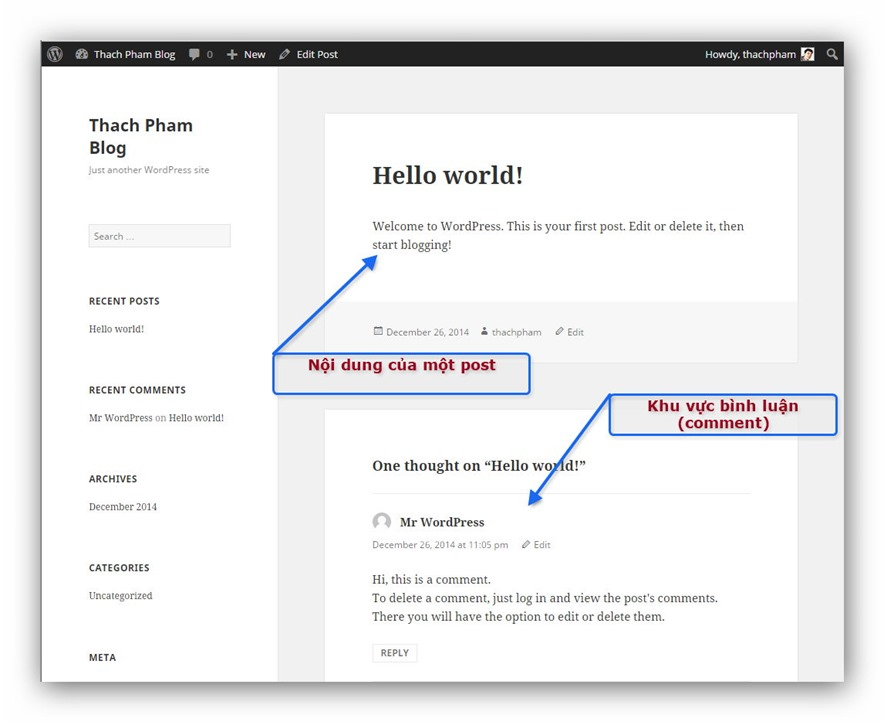 Thach Pham Blog 0 New Edit Post Howdy, thachpham
Thach Pham
Blog
Just another WordPress site
Search ...
RECENT POSTS
Hello world!
RECENT COMMENTS
Mr WordPress on Hello world!
ARCHIVES
December 2014
CATEGORIES
Uncategorized
META
Hello world!
Welcome to WordPress. This is your first post. Edit or delete it, then
start blogging!
December 26, 2014 thachpham Edit
Nội dung của một post
Khu vực bình luận
(comment)
One thought on “Hello world!”
Mr WordPress
December 26, 2014 at 11:05 pm Edit
Hi, this is a comment.
To delete a comment, just log in and view the post's comments.
There you will have the option to edit or delete them.
REPLY